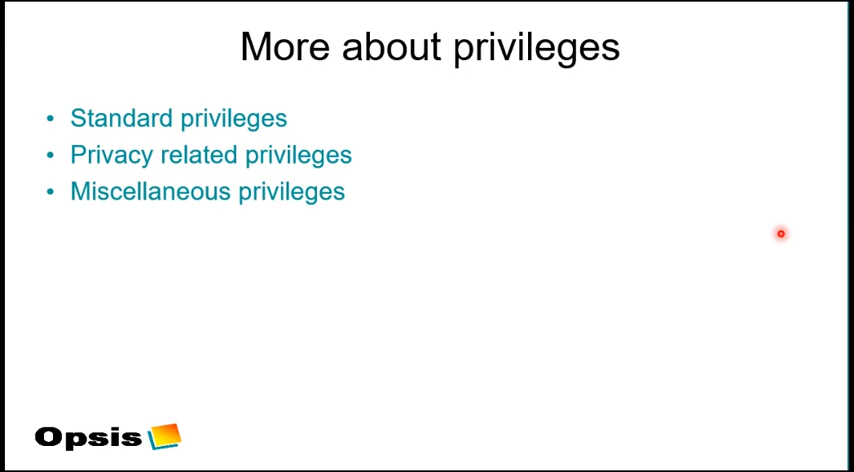 More about privileges
• Standard privileges
• Privacy related privileges
• Miscellaneous privileges
Opsis